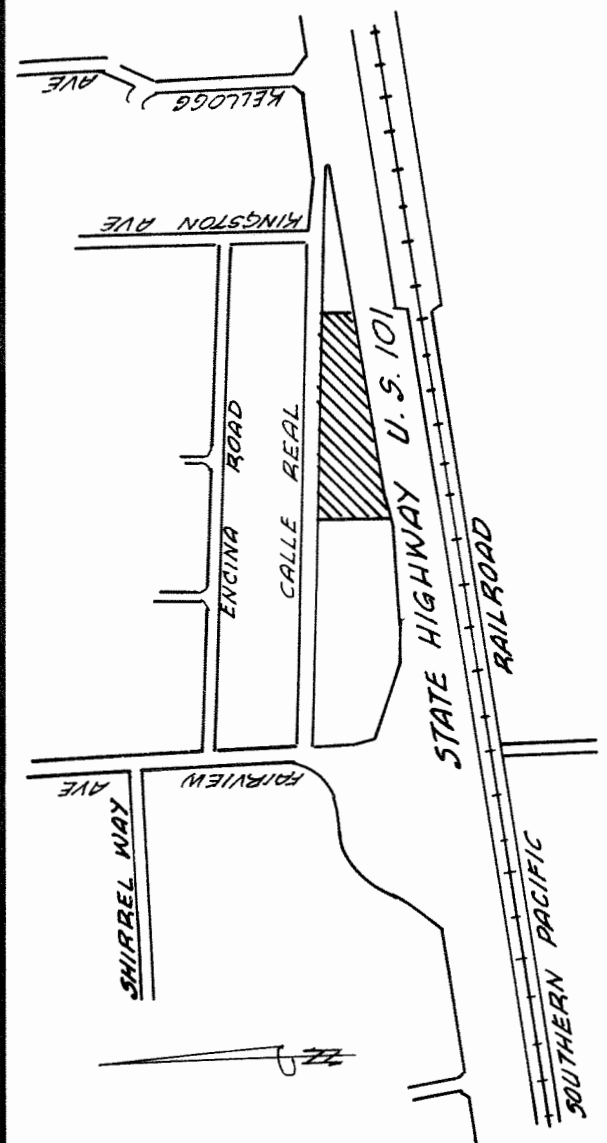 KELLOGG AVE
KINGSTON AVE
ENCINA ROAD
CALLE REAL
STATE HIGHWAY U.S. 101
SOUTHERN PACIFIC RAILROAD
FAIRVIEW AVE
SHIRREL WAY
N